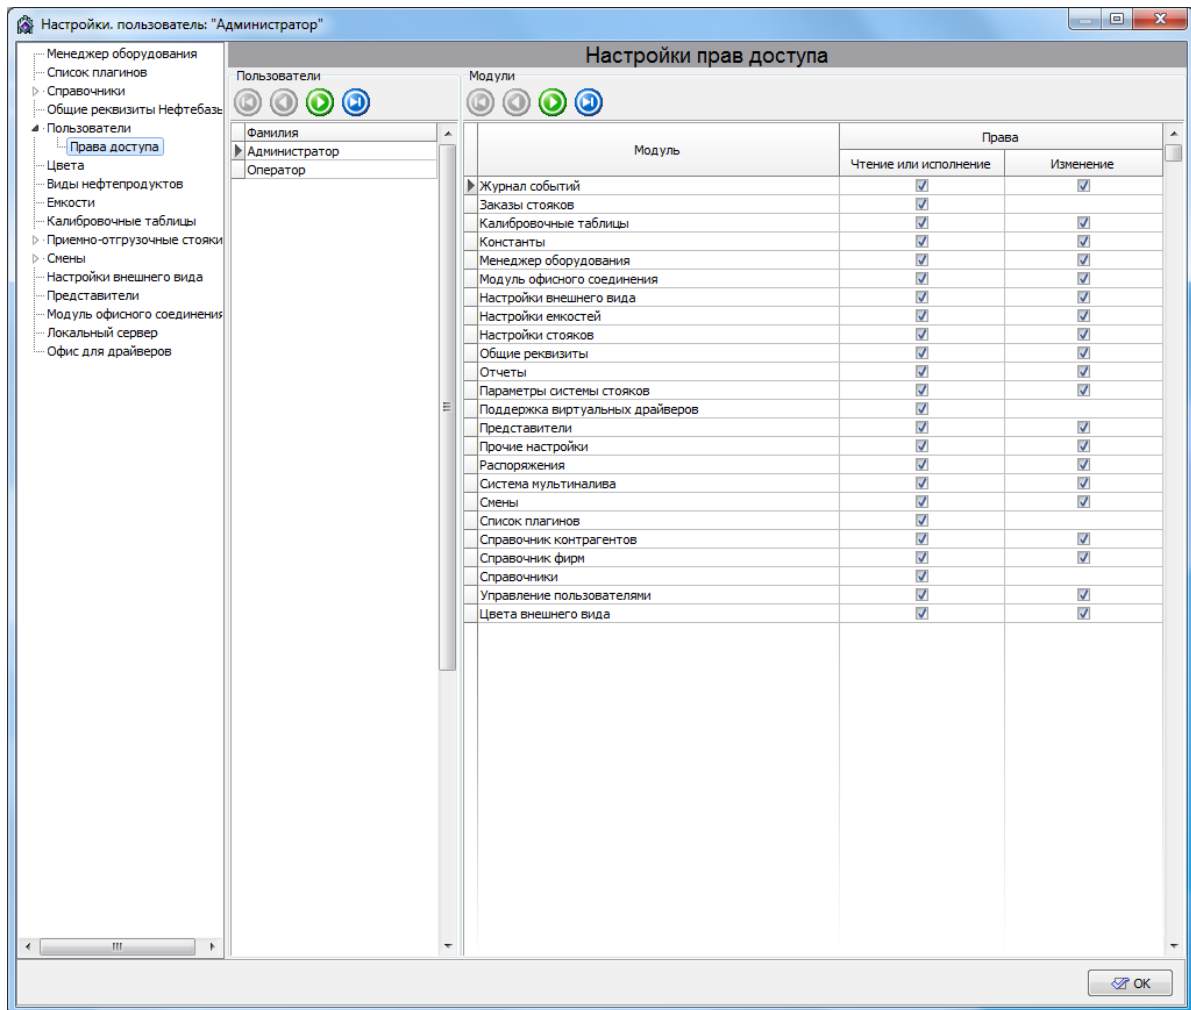 Настройки. пользователь: "Администратор"
Менеджер оборудования
Список плагинов
Справочники
Общие реквизиты Нефтебазы
Пользователи
Права доступа
Цвета
Виды нефтепродуктов
Емкости
Калибровочные таблицы
Приемно-отгрузочные стояки
Смены
Настройки внешнего вида
Представители
Модуль офисного соединения
Локальный сервер
Офис для драйверов
Настройки прав доступа
Пользователи
Фамилия
Администратор
Оператор
Модули
Модуль
Права
Чтение или исполнение
Изменение
Журнал событий
Заказы стояков
Калибровочные таблицы
Константы
Менеджер оборудования
Модуль офисного соединения
Настройки внешнего вида
Настройки емкостей
Настройки стояков
Общие реквизиты
Отчеты
Параметры системы стояков
Поддержка виртуальных драйверов
Представители
Прочие настройки
Распоряжения
Система мультиналива
Смены
Список плагинов
Справочник контрагентов
Справочник фирм
Справочники
Управление пользователями
Цвета внешнего вида
OK